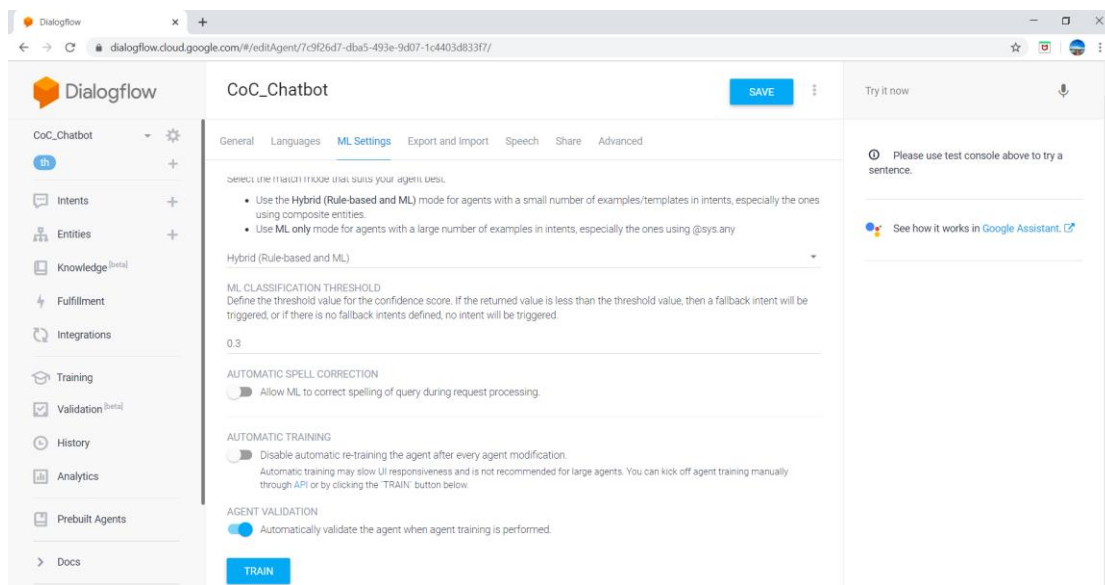 Dialogflow
dialogflow.cloud.google.com/#/editAgent/7c9f26d7-dba5-493e-9d07-1c4403d833f7/
Dialogflow
CoC_Chatbot
th
Intents
Entities
Knowledge [beta]
Fulfillment
Integrations
Training
Validation [beta]
History
Analytics
Prebuilt Agents
Docs
CoC_Chatbot
SAVE
General Languages ML Settings Export and Import Speech Share Advanced
Select the match mode that suits your agent best.
• Use the Hybrid (Rule-based and ML) mode for agents with a small number of examples/templates in intents, especially the ones
using composite entities.
• Use ML only mode for agents with a large number of examples in intents, especially the ones using @sys.any
Hybrid (Rule-based and ML)
ML CLASSIFICATION THRESHOLD
Define the threshold value for the confidence score. If the returned value is less than the threshold value, then a fallback intent will be
triggered, or if there is no fallback intents defined, no intent will be triggered.
0.3
AUTOMATIC SPELL CORRECTION
Allow ML to correct spelling of query during request processing.
AUTOMATIC TRAINING
Disable automatic re-training the agent after every agent modification.
Automatic training may slow UI responsiveness and is not recommended for large agents. You can kick off agent training manually
through API or by clicking the 'TRAIN' button below.
AGENT VALIDATION
Automatically validate the agent when agent training is performed.
TRAIN
Try it now
Please use test console above to try a
sentence.
See how it works in Google Assistant.